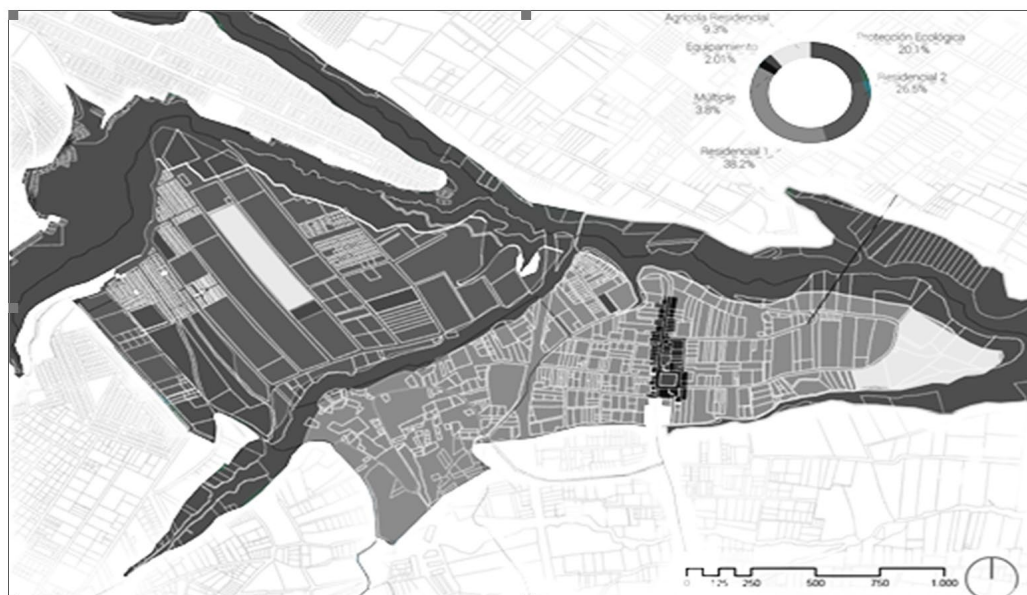 Agrícola Residencial
9.3%
Equipamiento
2.01%
Múltiple
3.8%
Residencial 1
38.2%
Protección Ecológica
20.1%
Residencial 2
26.5%
0 125 250 500 750 1.000